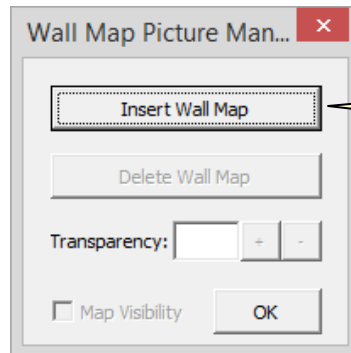 Wall Map Picture Man...
Insert Wall Map
Delete Wall Map
Transparency: + -
Map Visibility OK